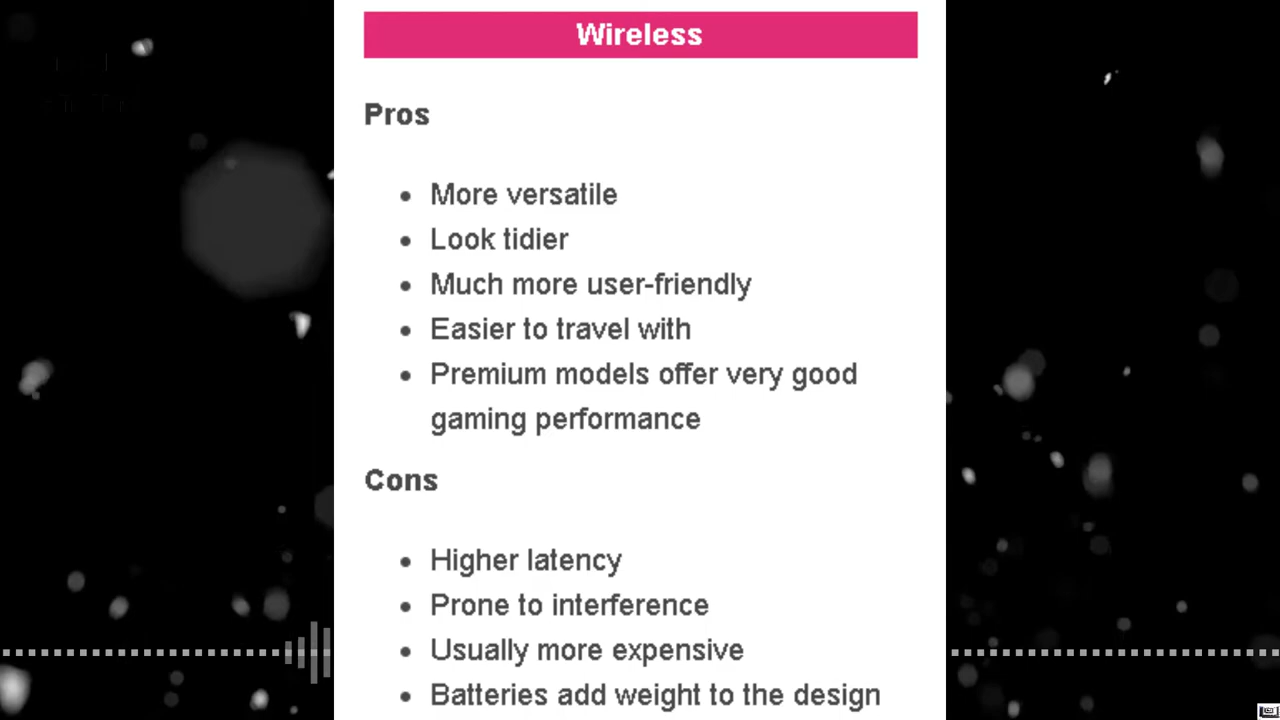 Wireless
Pros
More versatile
Look tidier
Much more user-friendly
Easier to travel with
Premium models offer very good
gaming performance
Cons
Higher latency
Prone to interference
Usually more expensive
Batteries add weight to the design